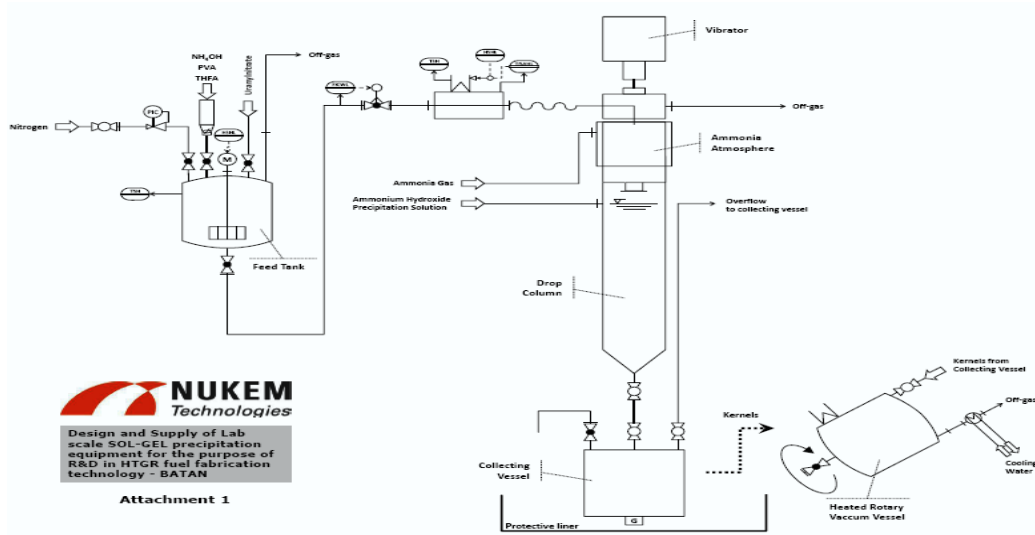 Vibrator
NH4OH
PVA
THFA
Uranylnitrate
Off-gas
Off-gas
PIC
Nitrogen
M
Ammonia
Atmosphere
Ammonia Gas
Ammonium Hydroxide
Precipitation Solution
Overflow
to collecting vessel
Feed Tank
Drop
Column
Kernels from
Collecting Vessel
Off-gas
M
Cooling
Water
Kernels
NUKEM
Technologies
Design and Supply of Lab
scale SOL-GEL precipitation
equipment for the purpose of
R&D in HTGR fuel fabrication
technology - BATAN
Attachment 1
Collecting
Vessel
G
Protective liner
Heated Rotary
Vaccum Vessel